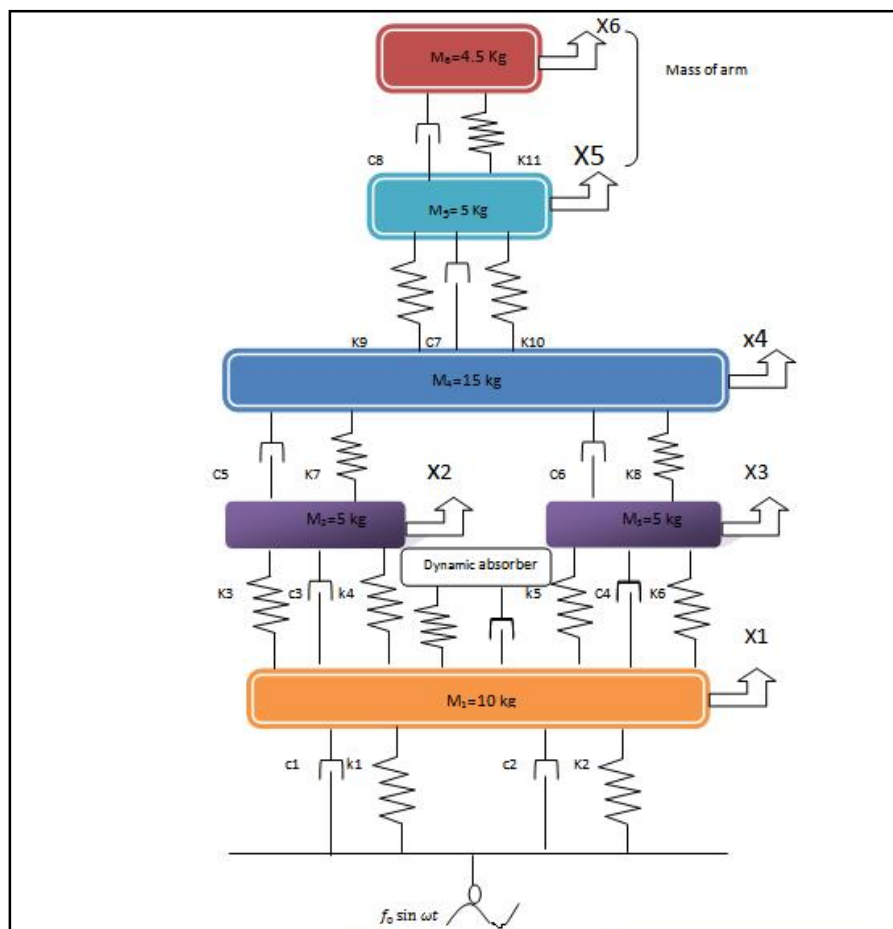 X6
M₆=4.5 Kg
Mass of arm
C8 K11 X5
M₅= 5 Kg
K9 C7 K10 x4
M₄=15 kg
C5 K7 X2 C6 K8 X3
M₂=5 kg M₃=5 kg
Dynamic absorber
K3 c3 k4 k5 C4 K6
X1
M₁=10 kg
c1 k1 c2 K2
f₀ sin ωt